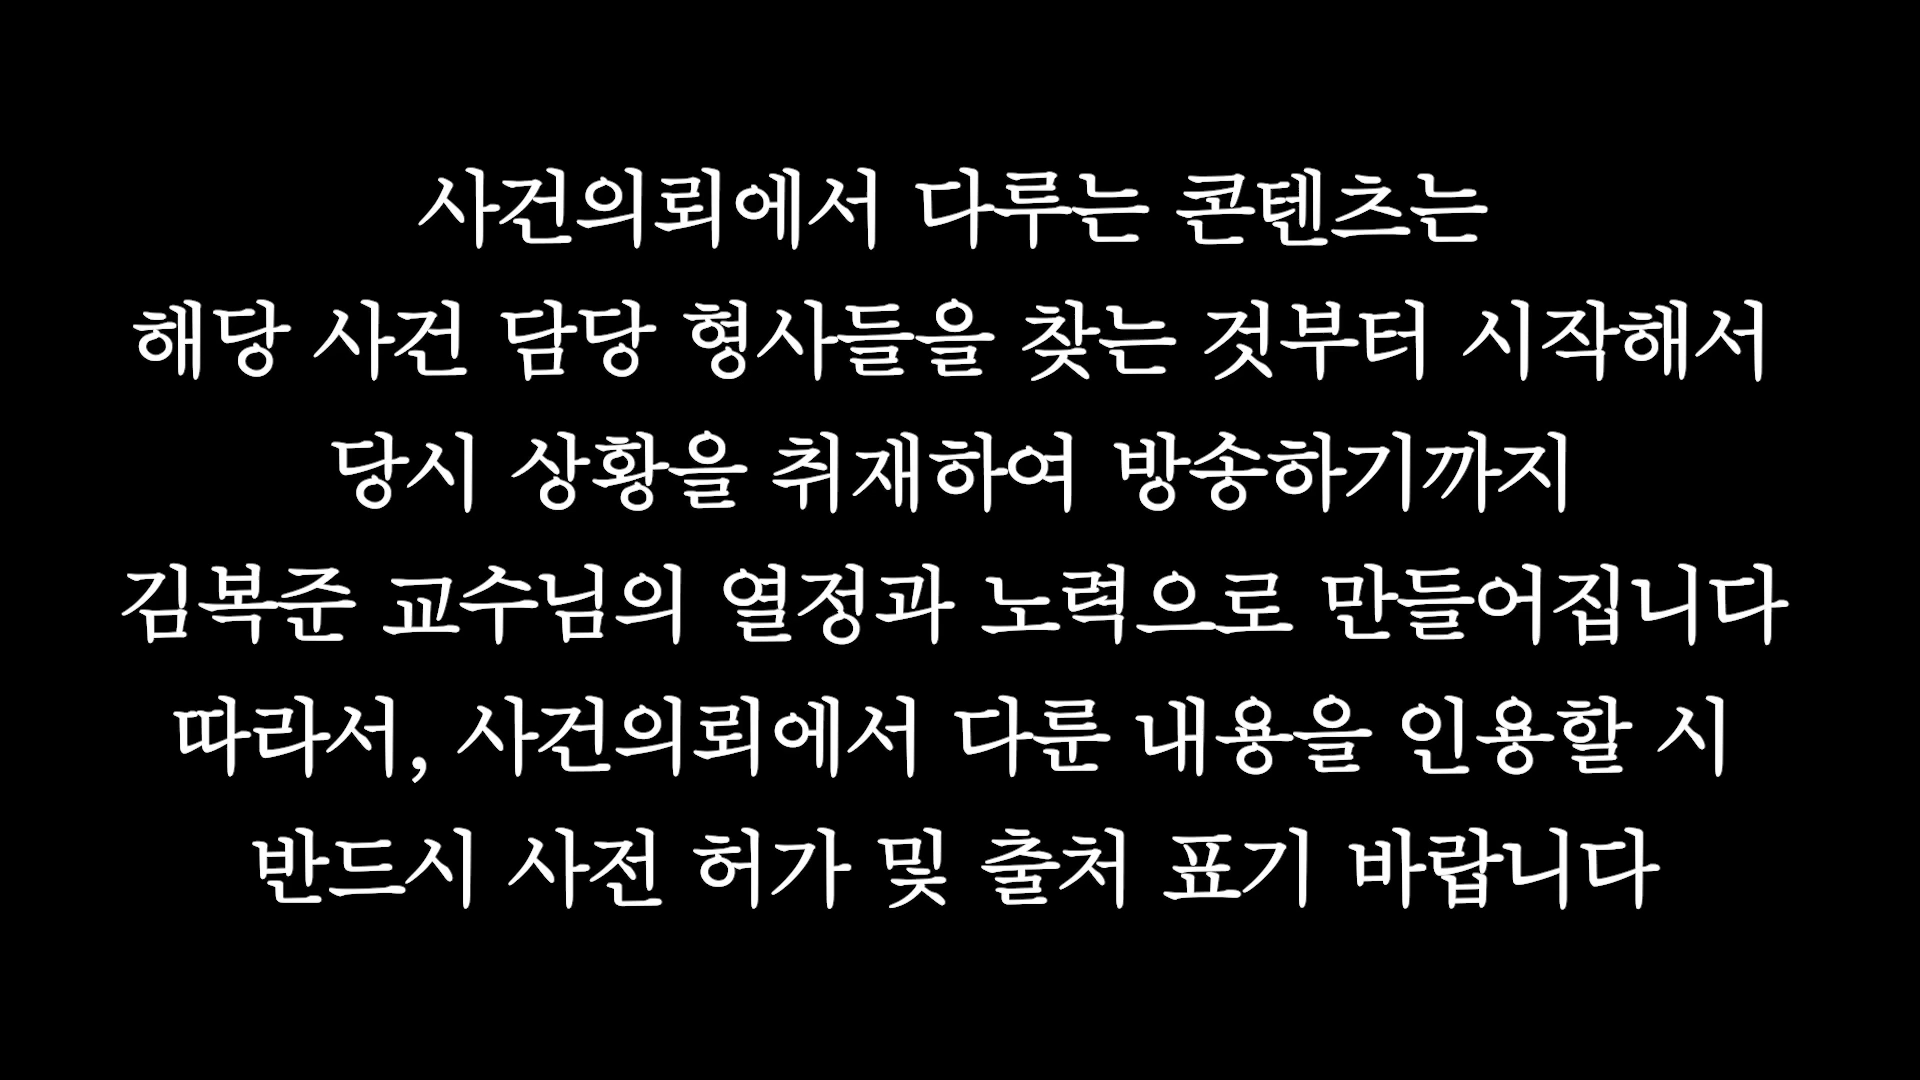 사건의뢰에서 다루는 콘텐츠는
해당 사건 담당 형사들을 찾는 것부터 시작해서
당시 상황을 취재하여 방송하기까지
김복준 교수님의 열정과 노력으로 만들어집니다
따라서, 사건의뢰에서 다룬 내용을 인용할 시
반드시 사전 허가 및 출처 표기 바랍니다